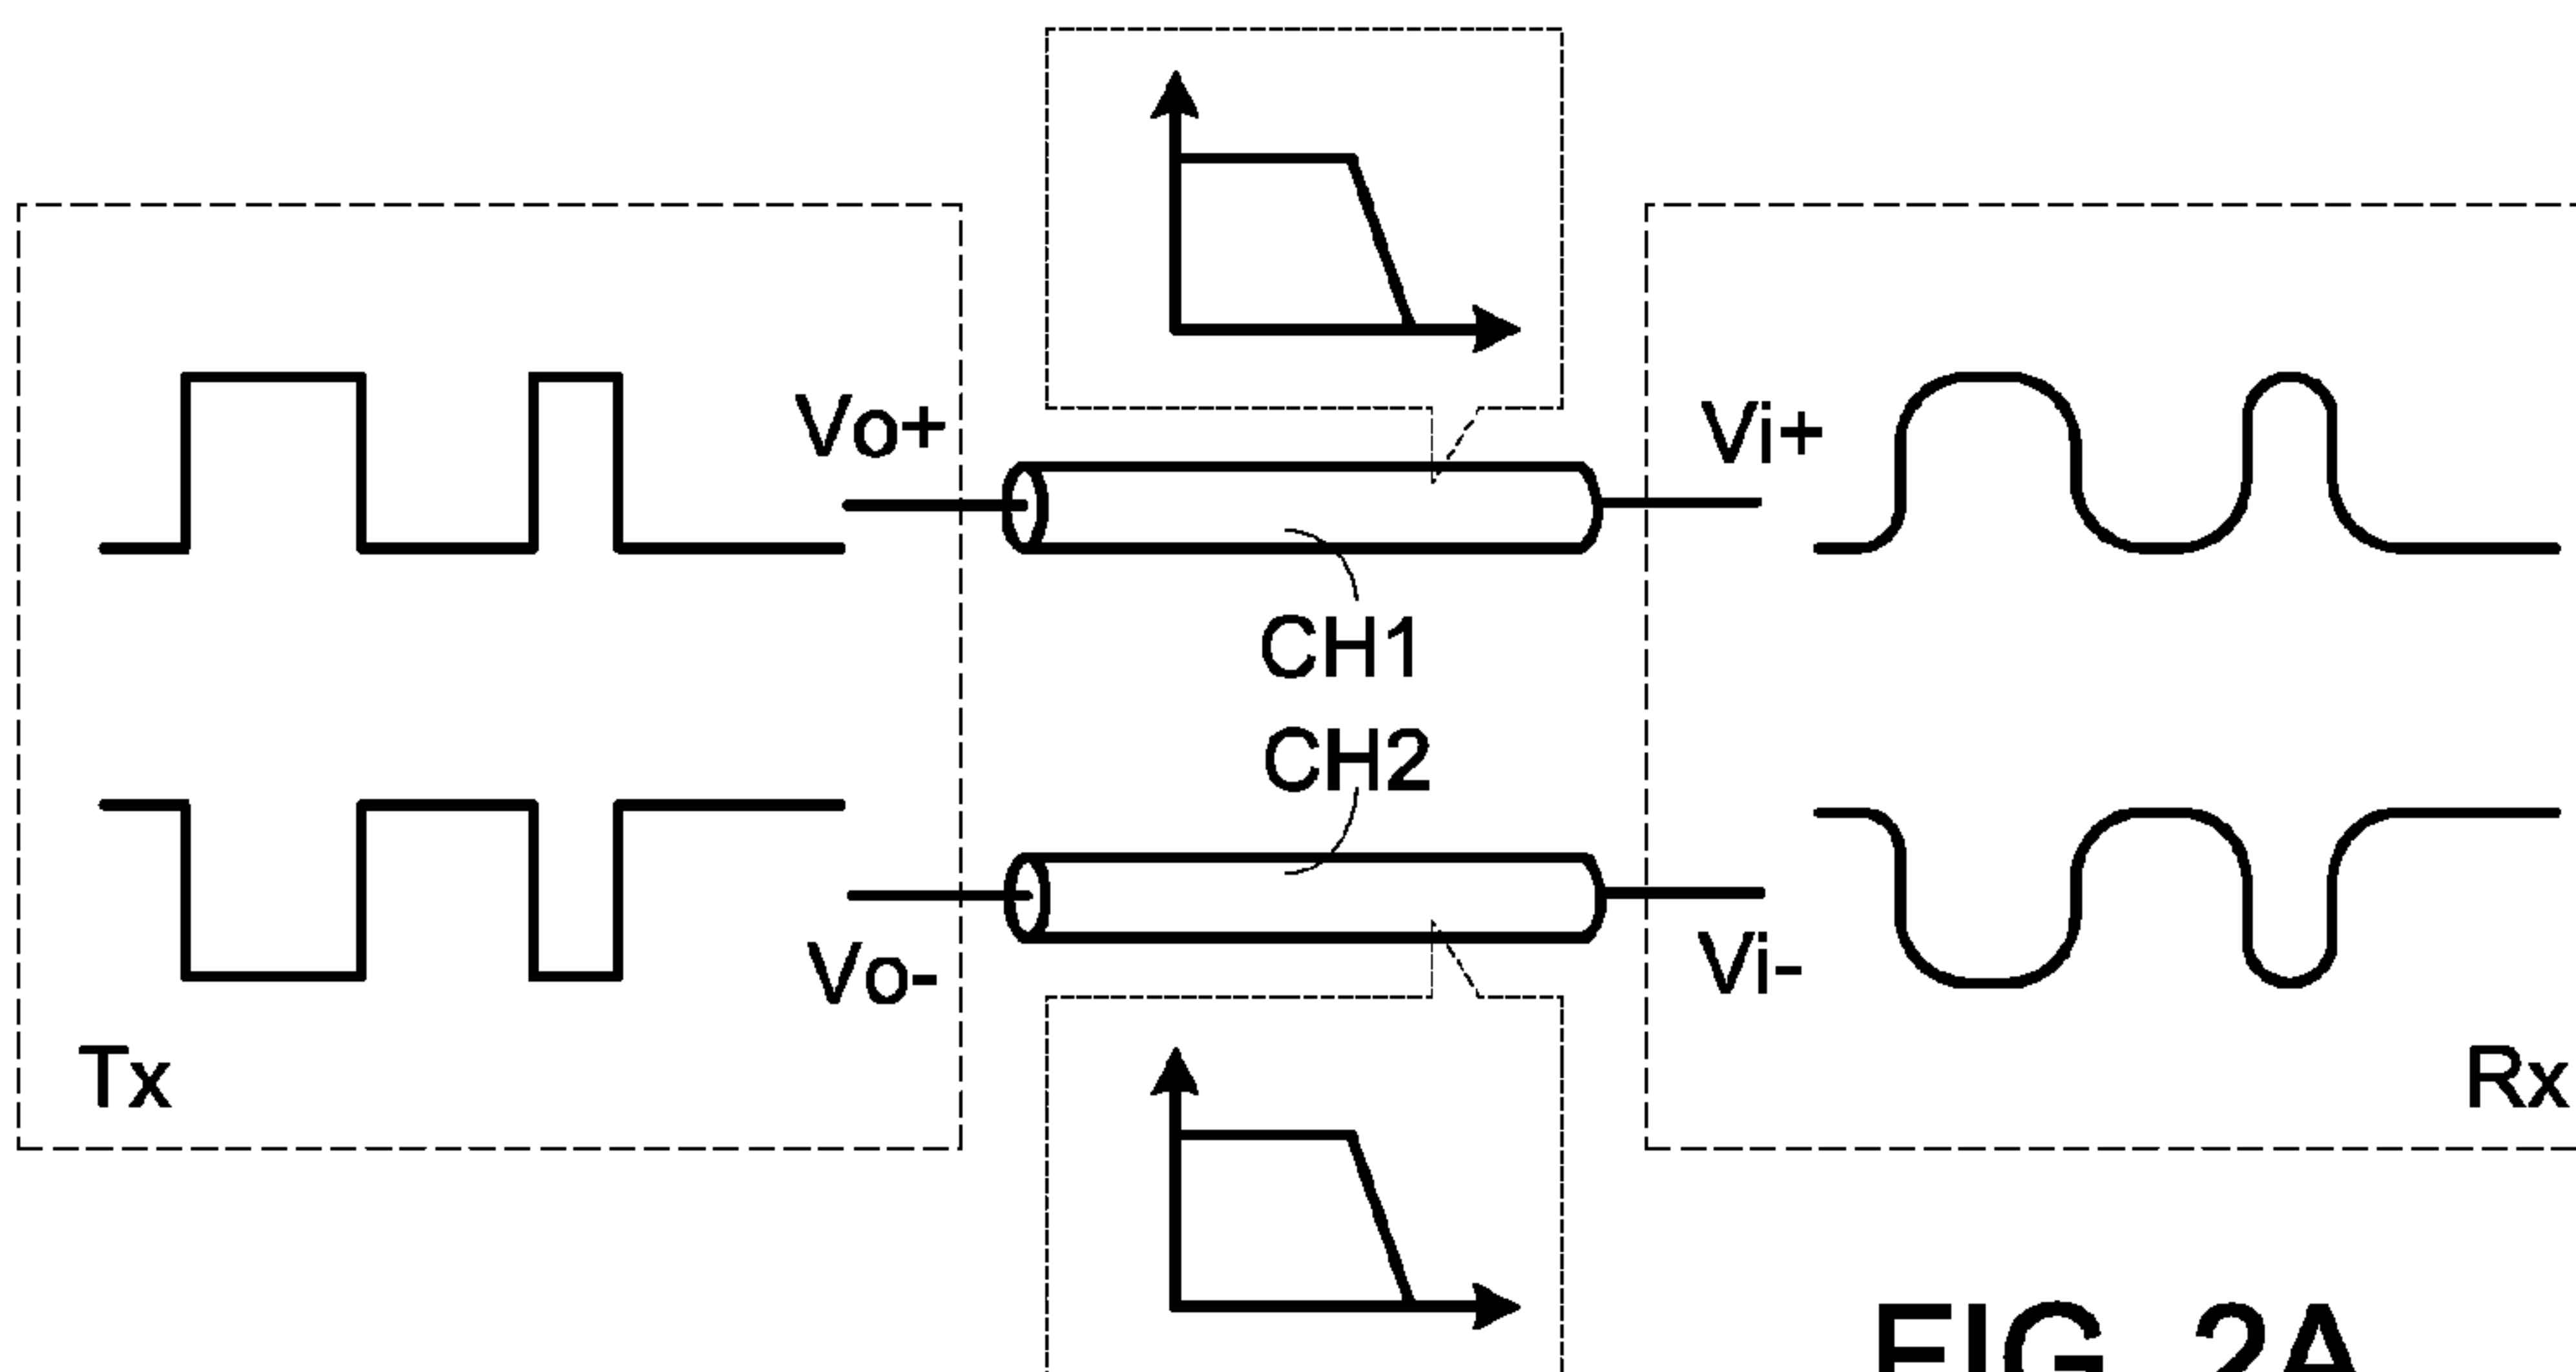 Vo+
Vi+
CH1
CH2
Vo-
Vi-
Tx
Rx
FIG. 2A